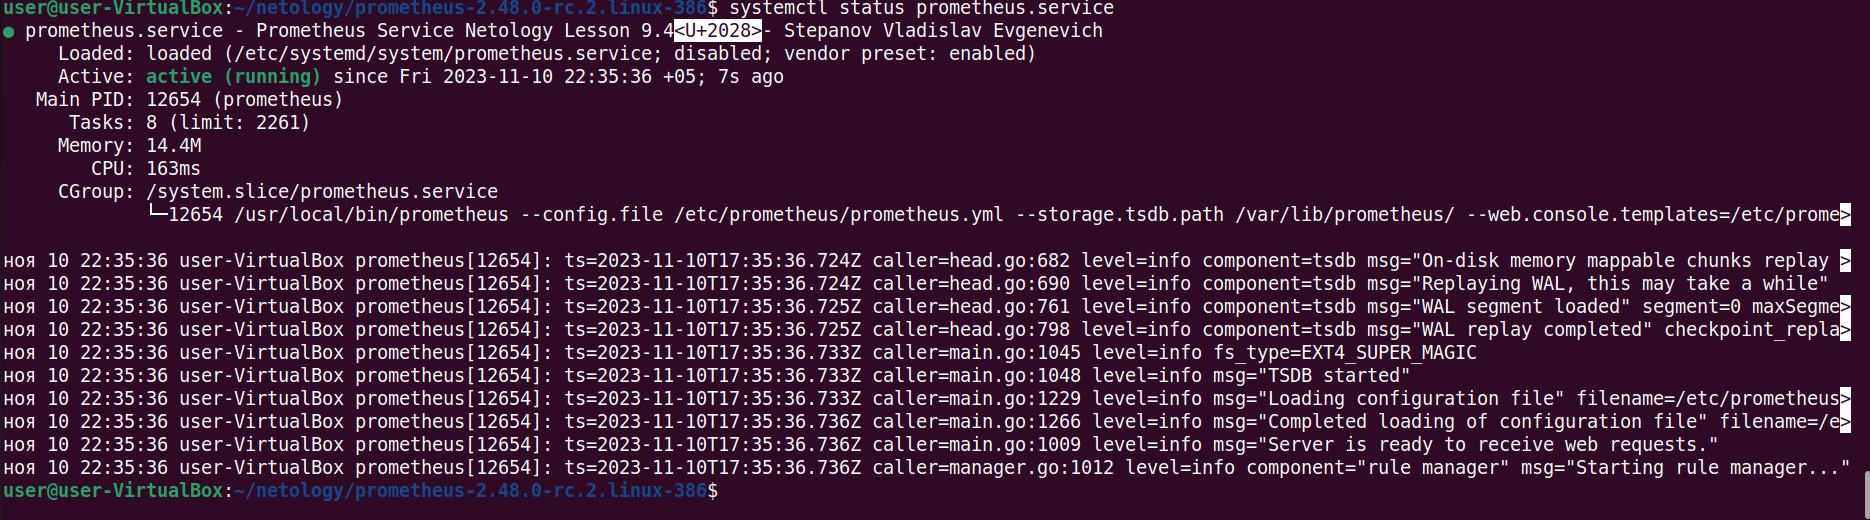 user@user-VirtualBox:~/netology/prometheus-2.48.0-rc.2.linux-386$ systemctl status prometheus.service
● prometheus.service - Prometheus Service Netology Lesson 9.4<U+2028>- Stepanov Vladislav Evgenevich
Loaded: loaded (/etc/systemd/system/prometheus.service; disabled; vendor preset: enabled)
Active: active (running) since Fri 2023-11-10 22:35:36 +05; 7s ago
Main PID: 12654 (prometheus)
Tasks: 8 (limit: 2261)
Memory: 14.4M
CPU: 163ms
CGroup: /system.slice/prometheus.service
└─12654 /usr/local/bin/prometheus --config.file /etc/prometheus/prometheus.yml --storage.tsdb.path /var/lib/prometheus/ --web.console.templates=/etc/prome>
ноя 10 22:35:36 user-VirtualBox prometheus[12654]: ts=2023-11-10T17:35:36.724Z caller=head.go:682 level=info component=tsdb msg="On-disk memory mappable chunks replay >
ноя 10 22:35:36 user-VirtualBox prometheus[12654]: ts=2023-11-10T17:35:36.724Z caller=head.go:690 level=info component=tsdb msg="Replaying WAL, this may take a while"
ноя 10 22:35:36 user-VirtualBox prometheus[12654]: ts=2023-11-10T17:35:36.725Z caller=head.go:761 level=info component=tsdb msg="WAL segment loaded" segment=0 maxSegme>
ноя 10 22:35:36 user-VirtualBox prometheus[12654]: ts=2023-11-10T17:35:36.725Z caller=head.go:798 level=info component=tsdb msg="WAL replay completed" checkpoint_repla>
ноя 10 22:35:36 user-VirtualBox prometheus[12654]: ts=2023-11-10T17:35:36.733Z caller=main.go:1045 level=info fs_type=EXT4_SUPER_MAGIC
ноя 10 22:35:36 user-VirtualBox prometheus[12654]: ts=2023-11-10T17:35:36.733Z caller=main.go:1048 level=info msg="TSDB started"
ноя 10 22:35:36 user-VirtualBox prometheus[12654]: ts=2023-11-10T17:35:36.733Z caller=main.go:1229 level=info msg="Loading configuration file" filename=/etc/prometheus>
ноя 10 22:35:36 user-VirtualBox prometheus[12654]: ts=2023-11-10T17:35:36.736Z caller=main.go:1266 level=info msg="Completed loading of configuration file" filename=/e>
ноя 10 22:35:36 user-VirtualBox prometheus[12654]: ts=2023-11-10T17:35:36.736Z caller=main.go:1009 level=info msg="Server is ready to receive web requests."
ноя 10 22:35:36 user-VirtualBox prometheus[12654]: ts=2023-11-10T17:35:36.736Z caller=manager.go:1012 level=info component="rule manager" msg="Starting rule manager..."
user@user-VirtualBox:~/netology/prometheus-2.48.0-rc.2.linux-386$